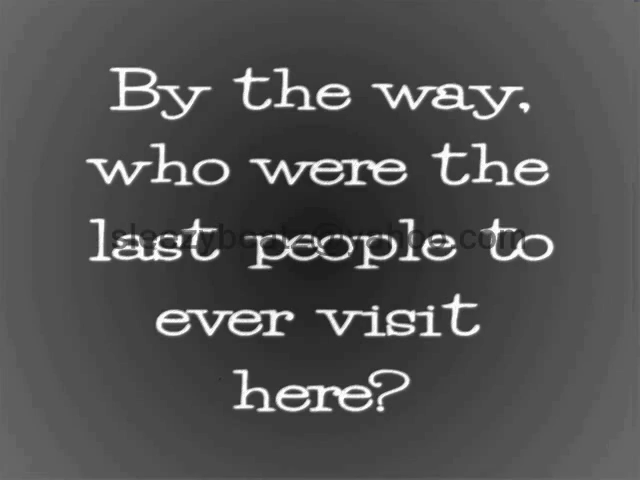 By the way,
who were the
last people to
ever visit
here?